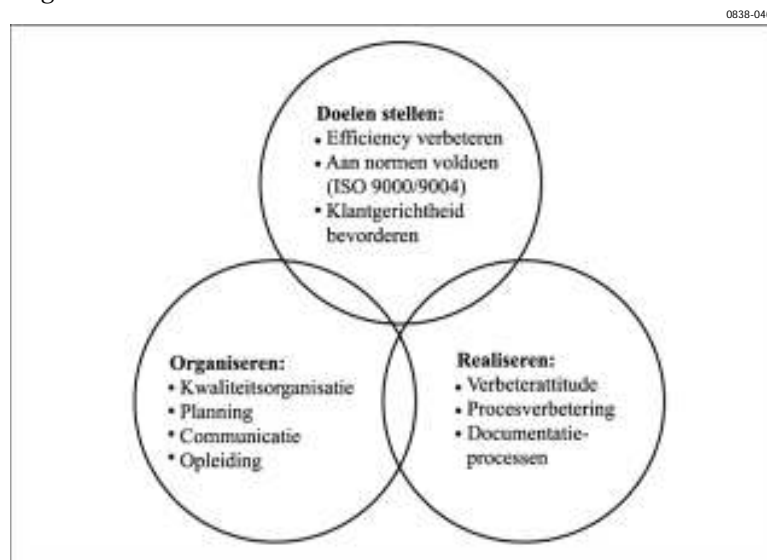 0838-04
Doelen stellen:
• Efficiency verbeteren
• Aan normen voldoen
(ISO 9000/9004)
• Klantgerichtheid
bevorderen
Organiseren:
• Kwaliteitsorganisatie
• Planning
• Communicatie
• Opleiding
Realiseren:
• Verbeterattitude
• Procesverbetering
• Documentatie-
processen